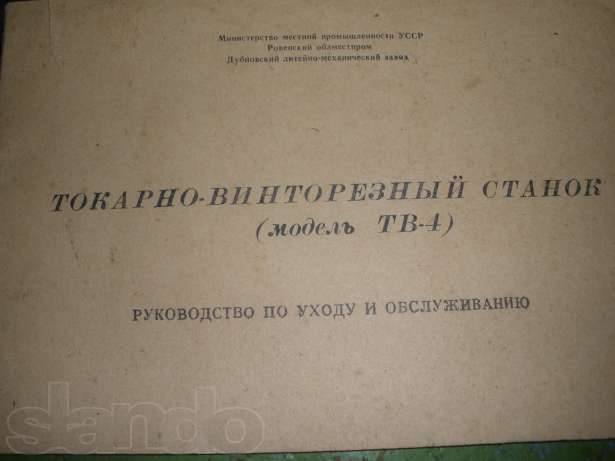 Министерство местной промышленности УССР
Ровенский облместпром
Дубновский литейно-механический завод
ТОКАРНО-ВИНТОРЕЗНЫЙ СТАНОК
(модель ТВ-4)
РУКОВОДСТВО ПО УХОДУ И ОБСЛУЖИВАНИЮ
slando